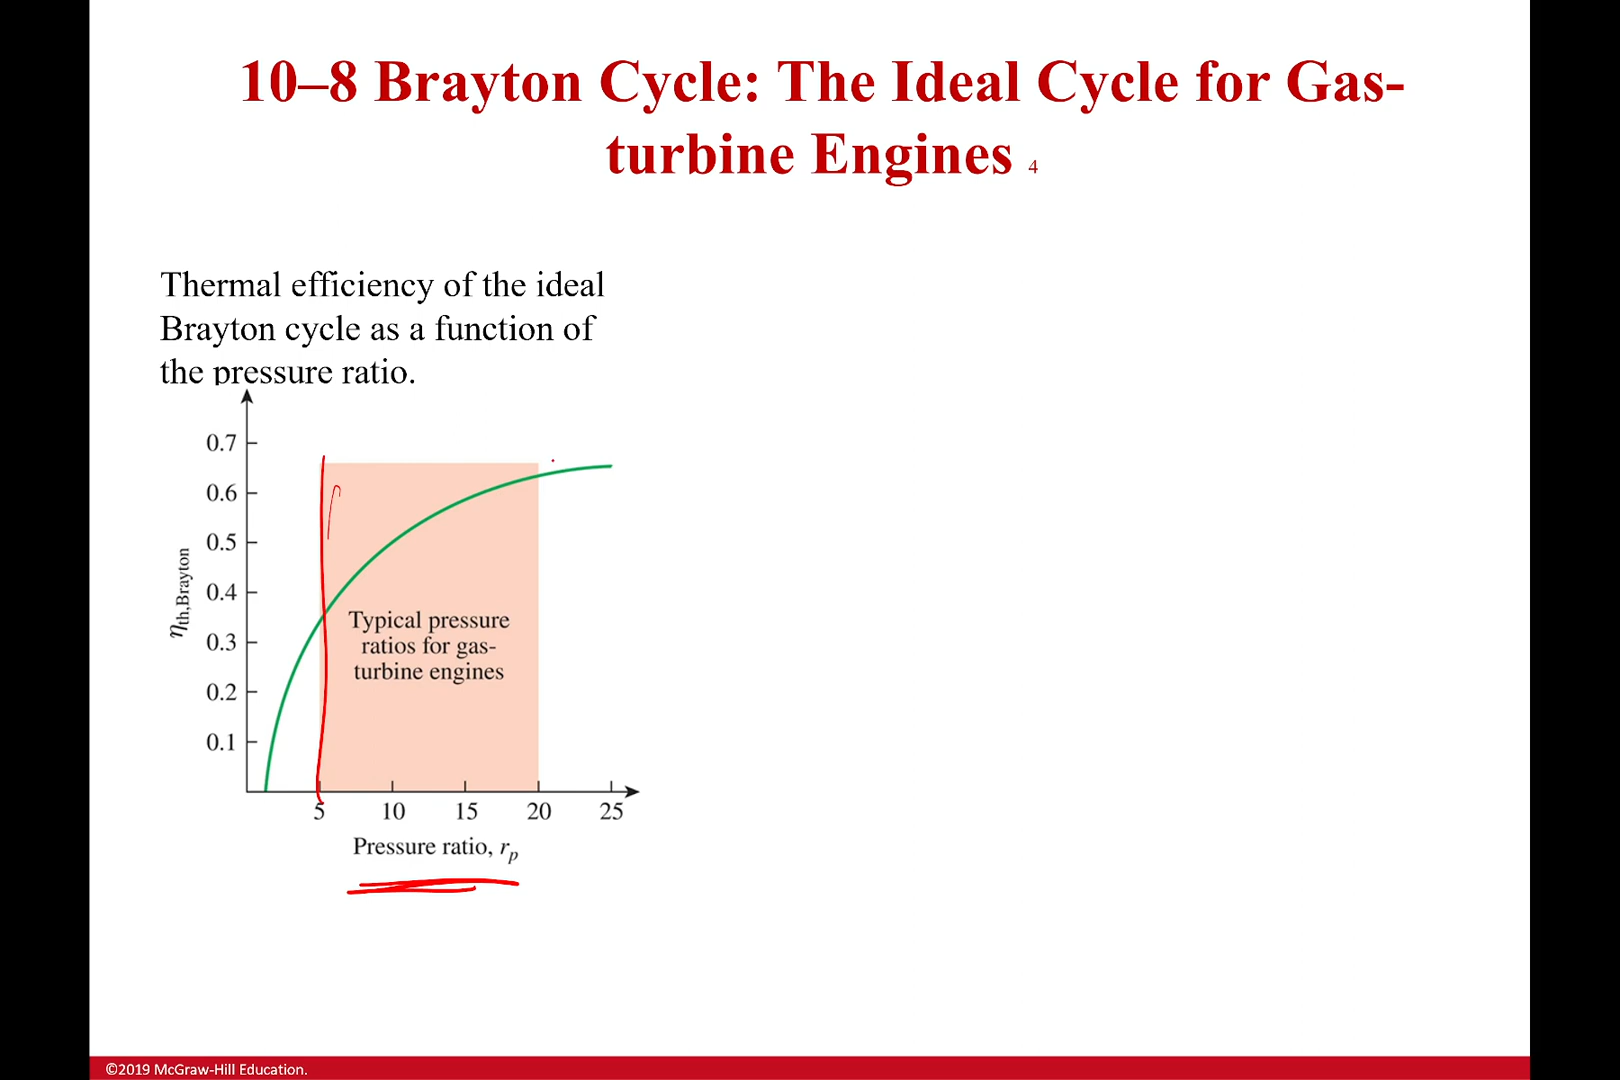 10–8 Brayton Cycle: The Ideal Cycle for Gas-
turbine Engines 4
Thermal efficiency of the ideal
Brayton cycle as a function of
the pressure ratio.
0.7
0.6
0.5
0.4
0.3
0.2
0.1
ηth,Brayton
Typical pressure
ratios for gas-
turbine engines
5 10 15 20 25
Pressure ratio, rp
©2019 McGraw-Hill Education.